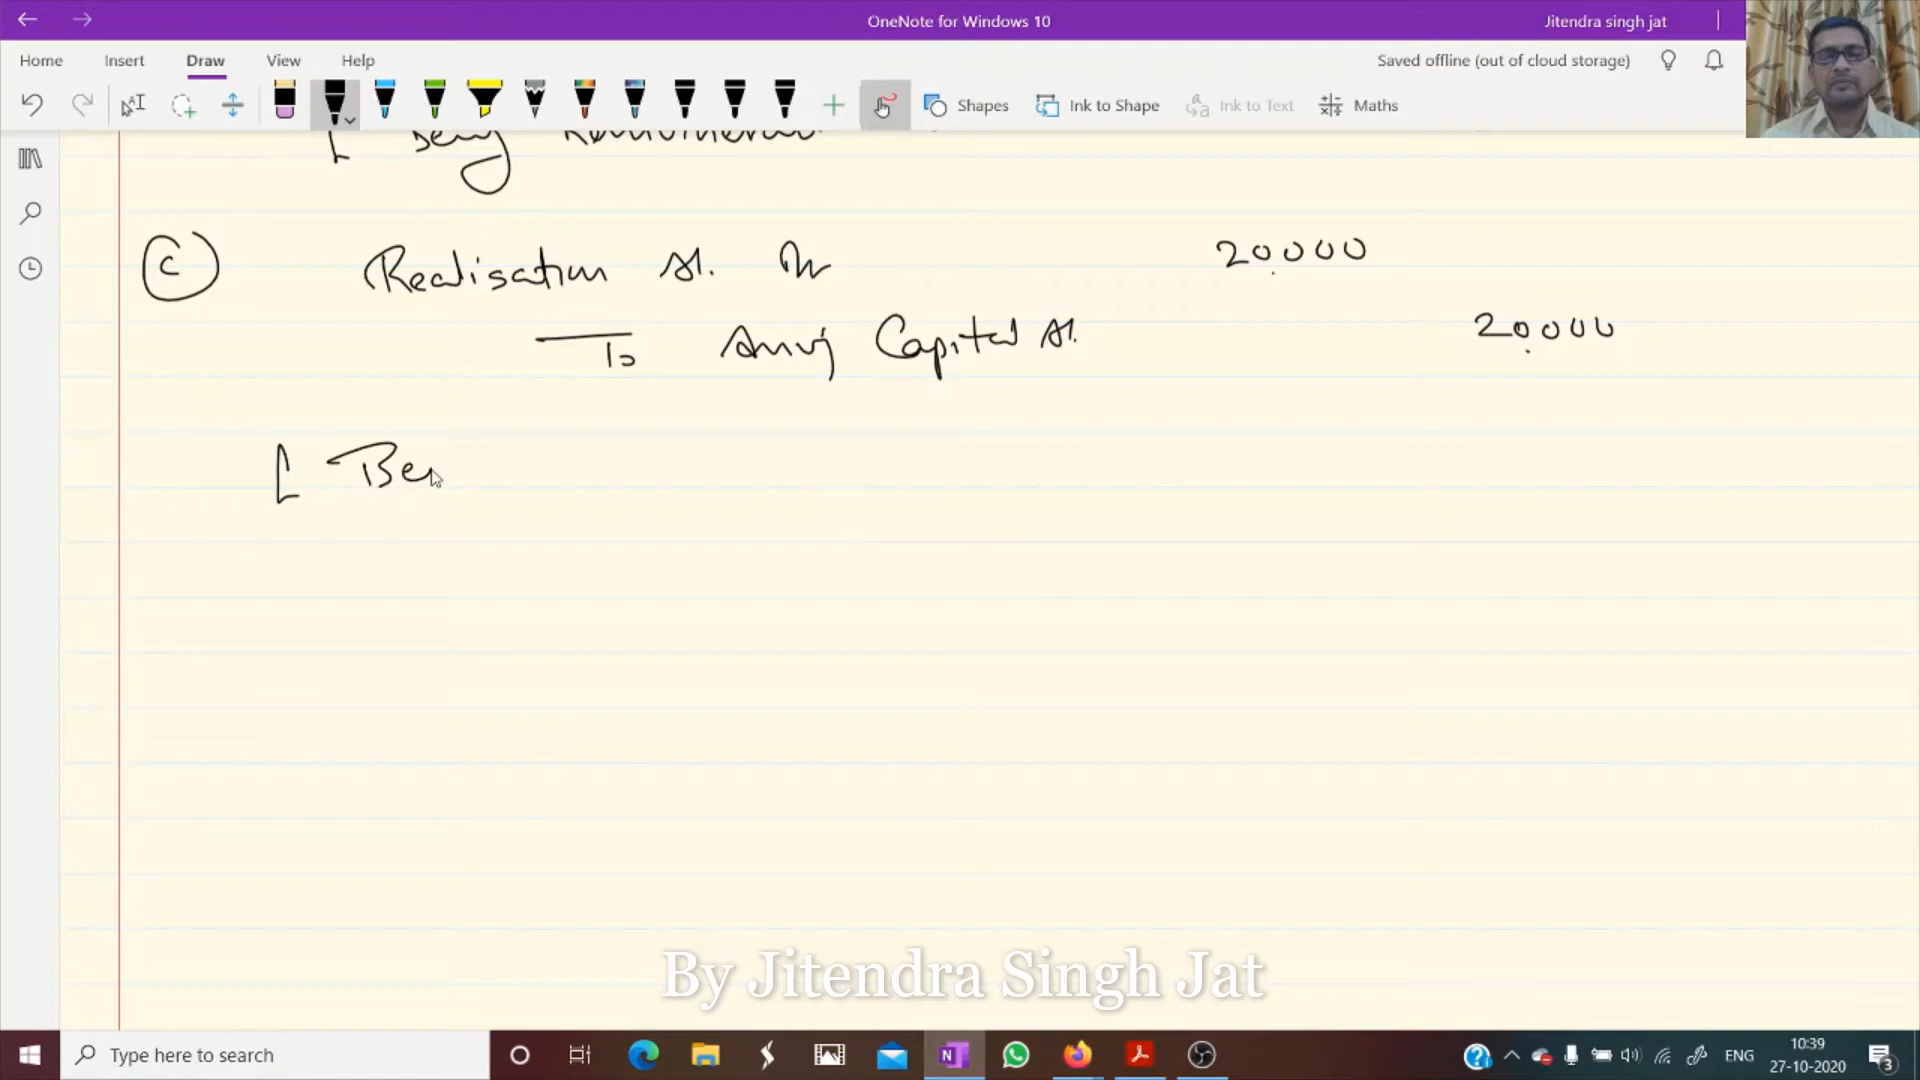 OneNote for Windows 10
Jitendra singh jat
Home Insert Draw View Help
Saved offline (out of cloud storage)
Shapes Ink to Shape Ink to Text Maths
[ Being
C Realisation A/. Dr 20.000
To Capital A/. 20.000
[ Bei
By Jitendra Singh Jat
Type here to search
N
ENG
10:39
27-10-2020
3